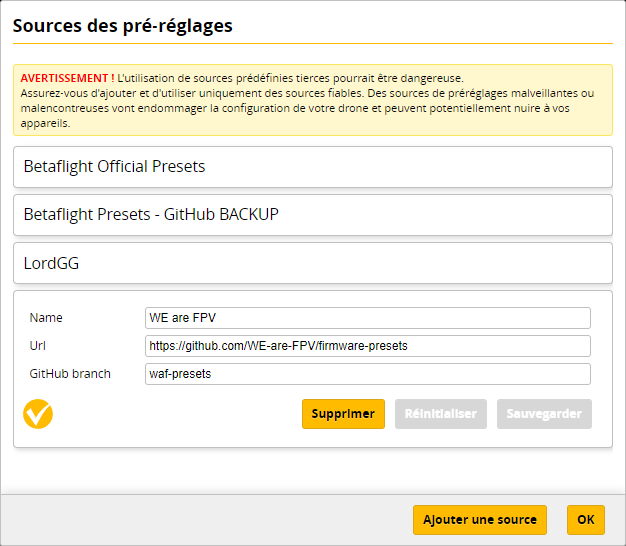 Sources des pré-réglages
AVERTISSEMENT ! L'utilisation de sources prédéfinies tierces pourrait être dangereuse.
Assurez-vous d'ajouter et d'utiliser uniquement des sources fiables. Des sources de préréglages malveillantes ou
malencontreuses vont endommager la configuration de votre drone et peuvent potentiellement nuire à vos
appareils.
Betaflight Official Presets
Betaflight Presets - GitHub BACKUP
LordGG
Name WE are FPV
Url https://github.com/WE-are-FPV/firmware-presets
GitHub branch waf-presets
Supprimer Réinitialiser Sauvegarder
Ajouter une source OK